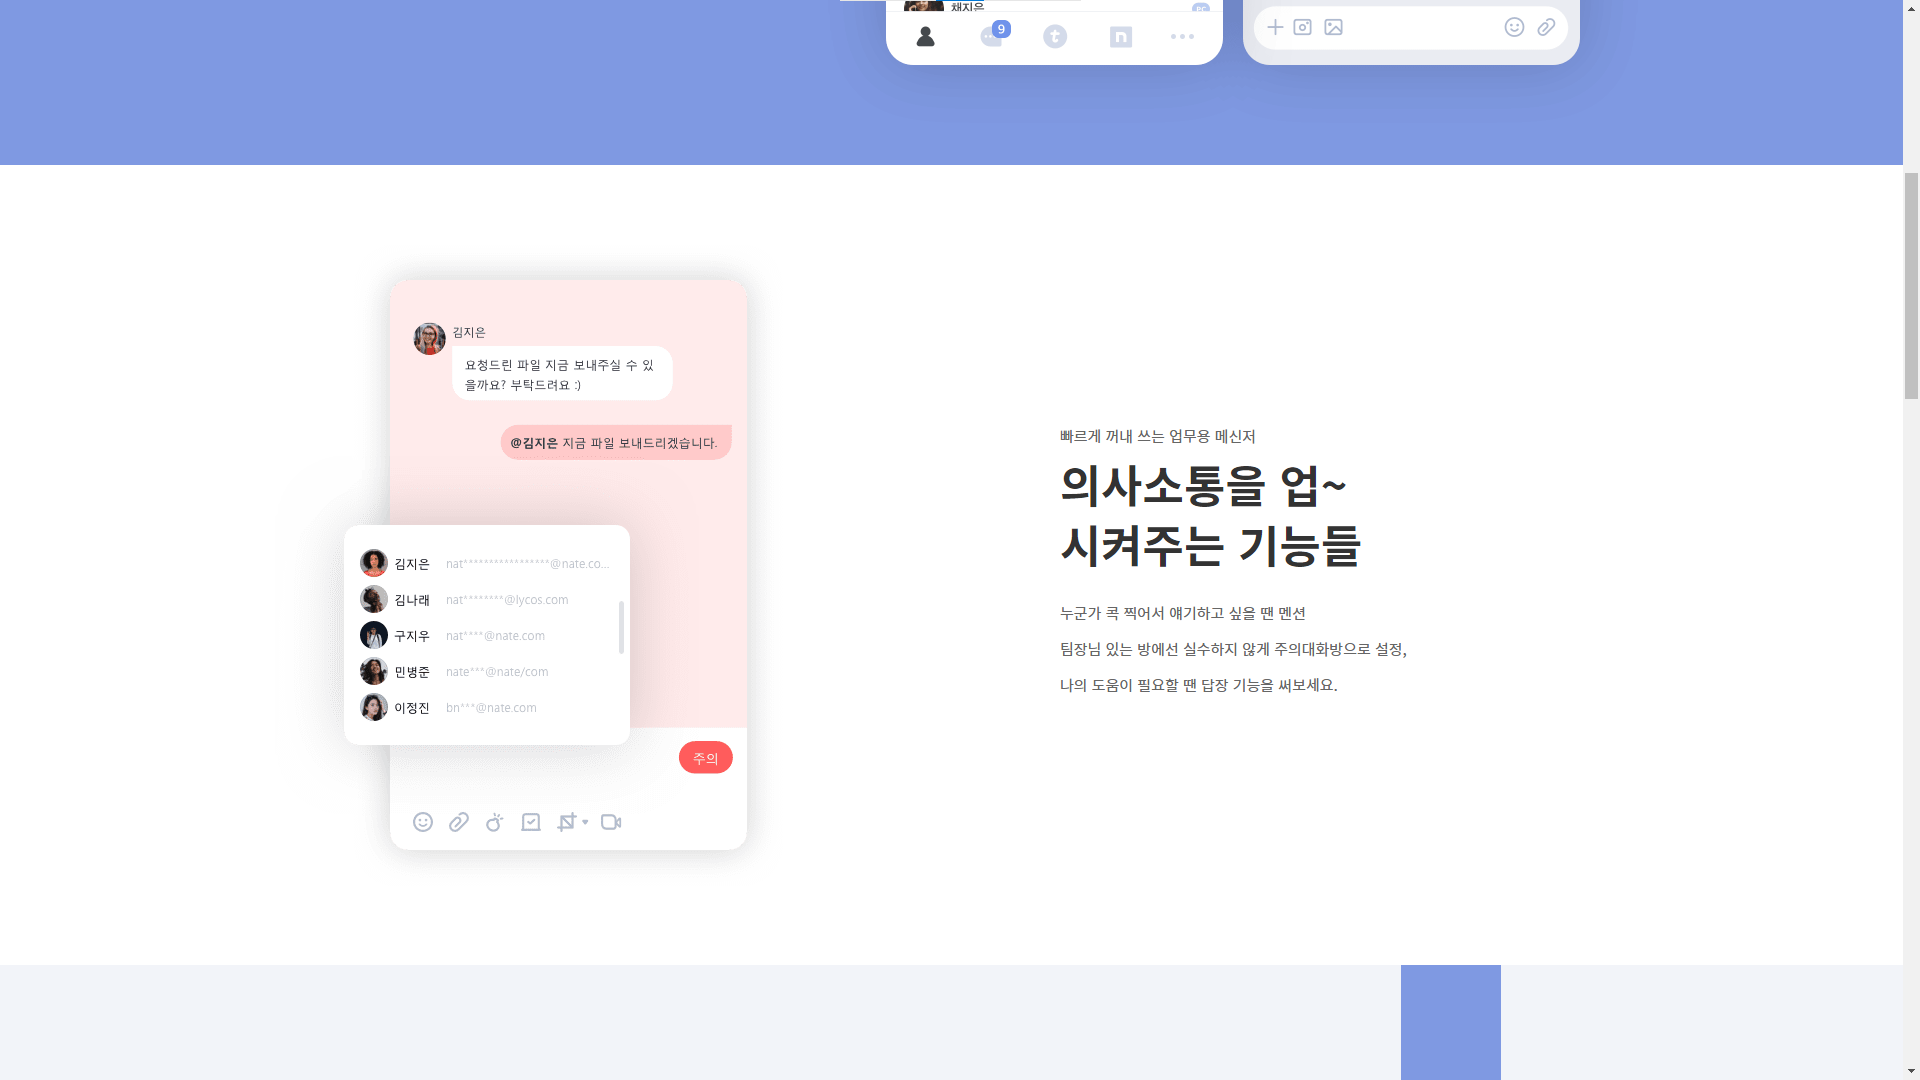 채지은
PC
9
t
n
김지은
요청드린 파일 지금 보내주실 수 있
을까요? 부탁드려요 :)
@김지은 지금 파일 보내드리겠습니다.
김지은 nat*****************@nate.co...
김나래 nat********@lycos.com
구지우 nat****@nate.com
민병준 nate***@nate/com
이정진 bn***@nate.com
주의
빠르게 꺼내 쓰는 업무용 메신저
의사소통을 업~
시켜주는 기능들
누군가 콕 찍어서 얘기하고 싶을 땐 멘션
팀장님 있는 방에선 실수하지 않게 주의대화방으로 설정,
나의 도움이 필요할 땐 답장 기능을 써보세요.